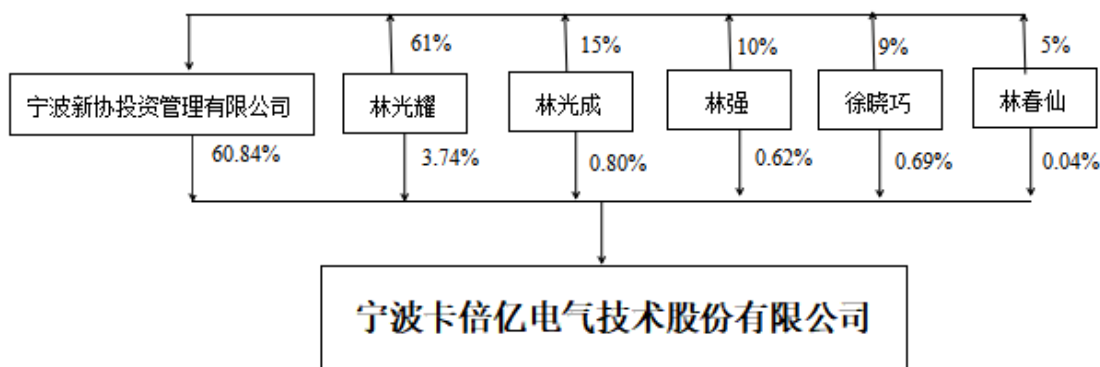 61%
15%
10%
9%
5%
宁波新协投资管理有限公司
林光耀
林光成
林强
徐晓巧
林春仙
60.84%
3.74%
0.80%
0.62%
0.69%
0.04%
宁波卡倍亿电气技术股份有限公司